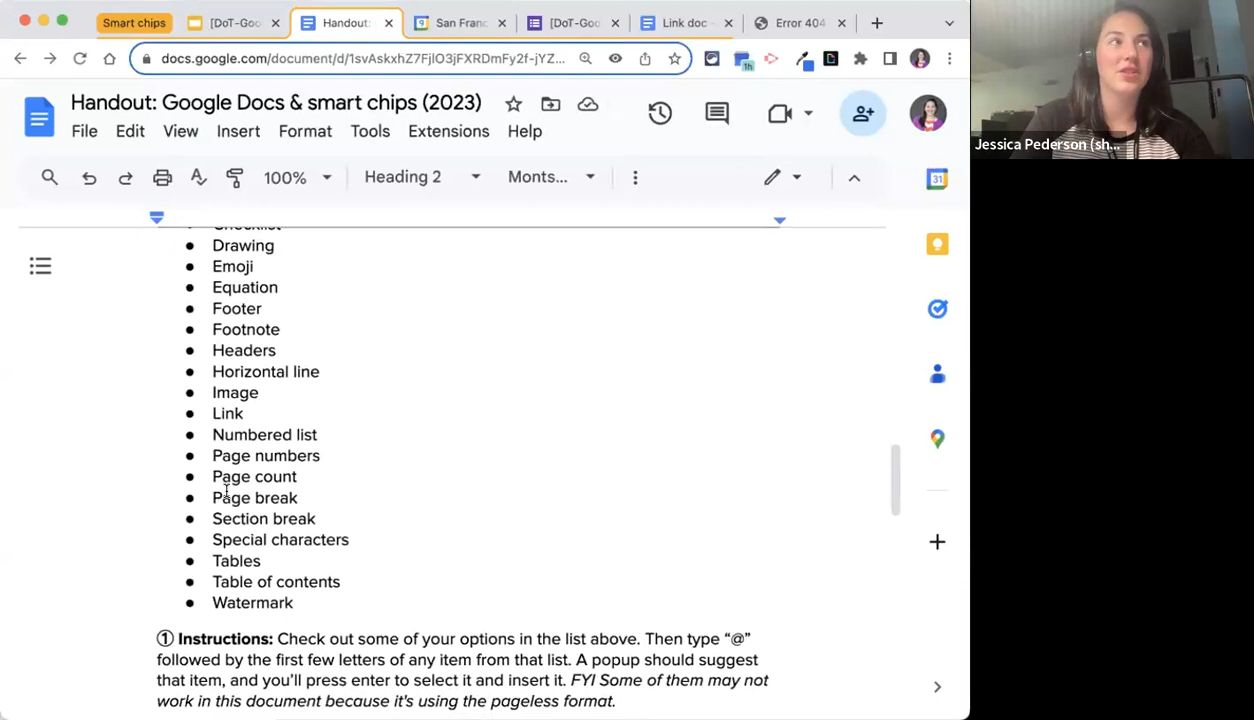 Smart chips
[DoT-Goo
Handout:
San Franc
[DoT-Goo
Link doc
Error 404
docs.google.com/document/d/1svAskxhZ7FjlO3jFXRDmFy2f-jYZ...
1h
Handout: Google Docs & smart chips (2023)
File Edit View Insert Format Tools Extensions Help
Jessica Pederson (sh...
100% Heading 2 Monts...
31
Checklist
● Drawing
● Emoji
● Equation
● Footer
● Footnote
● Headers
● Horizontal line
● Image
● Link
● Numbered list
● Page numbers
● Page count
● Page break
● Section break
● Special characters
● Tables
● Table of contents
● Watermark
① Instructions: Check out some of your options in the list above. Then type “@”
followed by the first few letters of any item from that list. A popup should suggest
that item, and you'll press enter to select it and insert it. FYI Some of them may not
work in this document because it's using the pageless format.